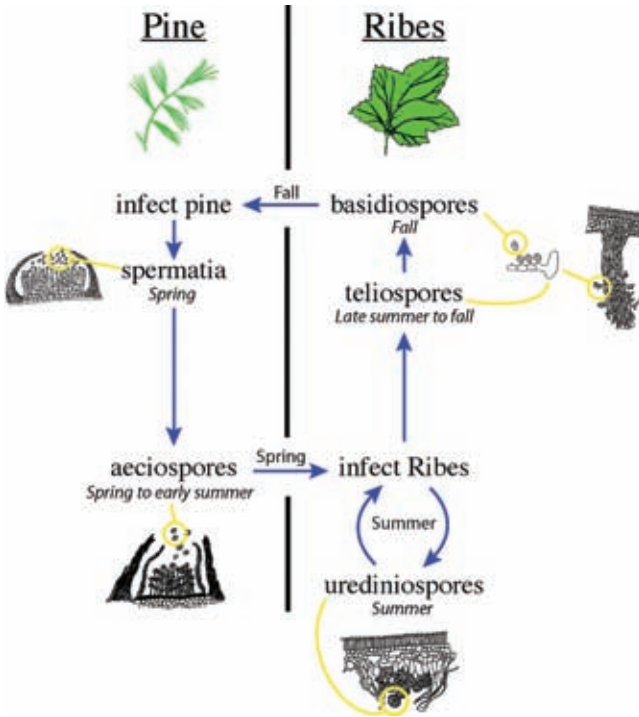 Pine
Ribes
Fall
infect pine
basidiospores
Fall
spermatia
Spring
teliospores
Late summer to fall
Spring
aeciospores
Spring to early summer
infect Ribes
Summer
urediniospores
Summer